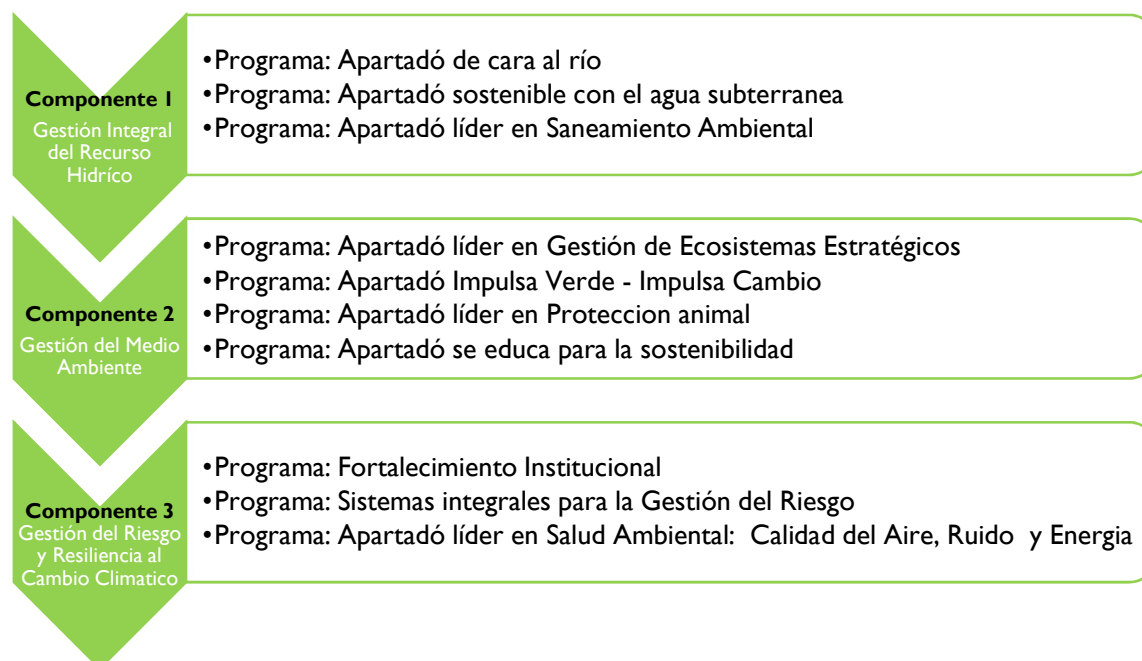 Componente 1
Gestión Integral
del Recurso
Hidríco
•Programa: Apartadó de cara al río
•Programa: Apartadó sostenible con el agua subterranea
•Programa: Apartadó líder en Saneamiento Ambiental
Componente 2
Gestión del Medio
Ambiente
•Programa: Apartadó líder en Gestión de Ecosistemas Estratégicos
•Programa: Apartadó Impulsa Verde - Impulsa Cambio
•Programa: Apartadó líder en Proteccion animal
•Programa: Apartadó se educa para la sostenibilidad
Componente 3
Gestión del Riesgo
y Resiliencia al
Cambio Climatico
•Programa: Fortalecimiento Institucional
•Programa: Sistemas integrales para la Gestión del Riesgo
•Programa: Apartadó líder en Salud Ambiental: Calidad del Aire, Ruido y Energia